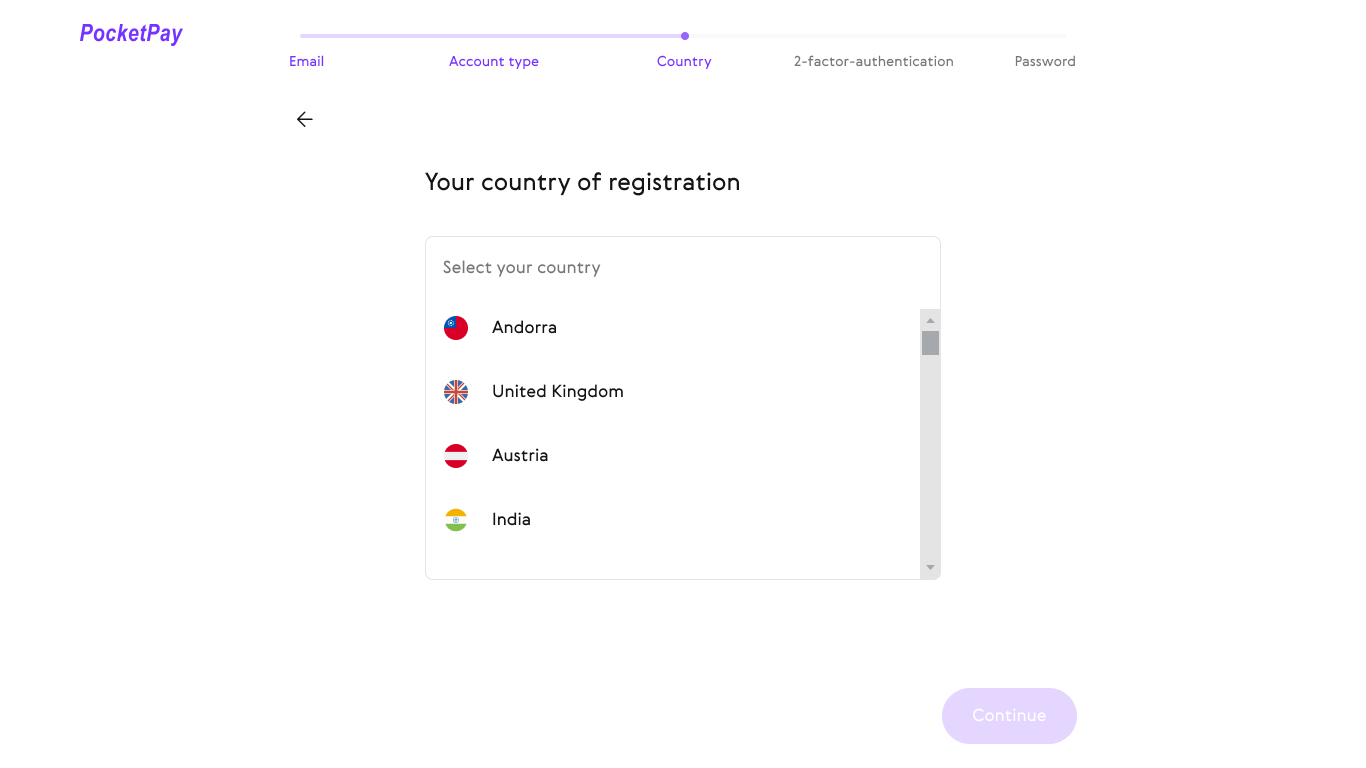 PocketPay
Email
Account type
Country
2-factor-authentication
Password
Your country of registration
Select your country
Andorra
United Kingdom
Austria
India
Continue